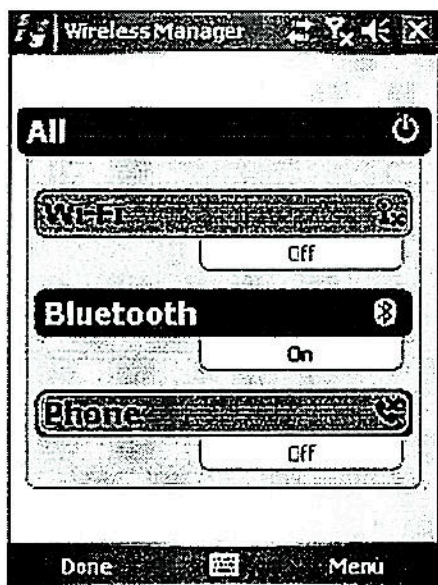 Wireless Manager
All
Wi-Fi
Off
Bluetooth
On
Phone
Off
Done
Menu